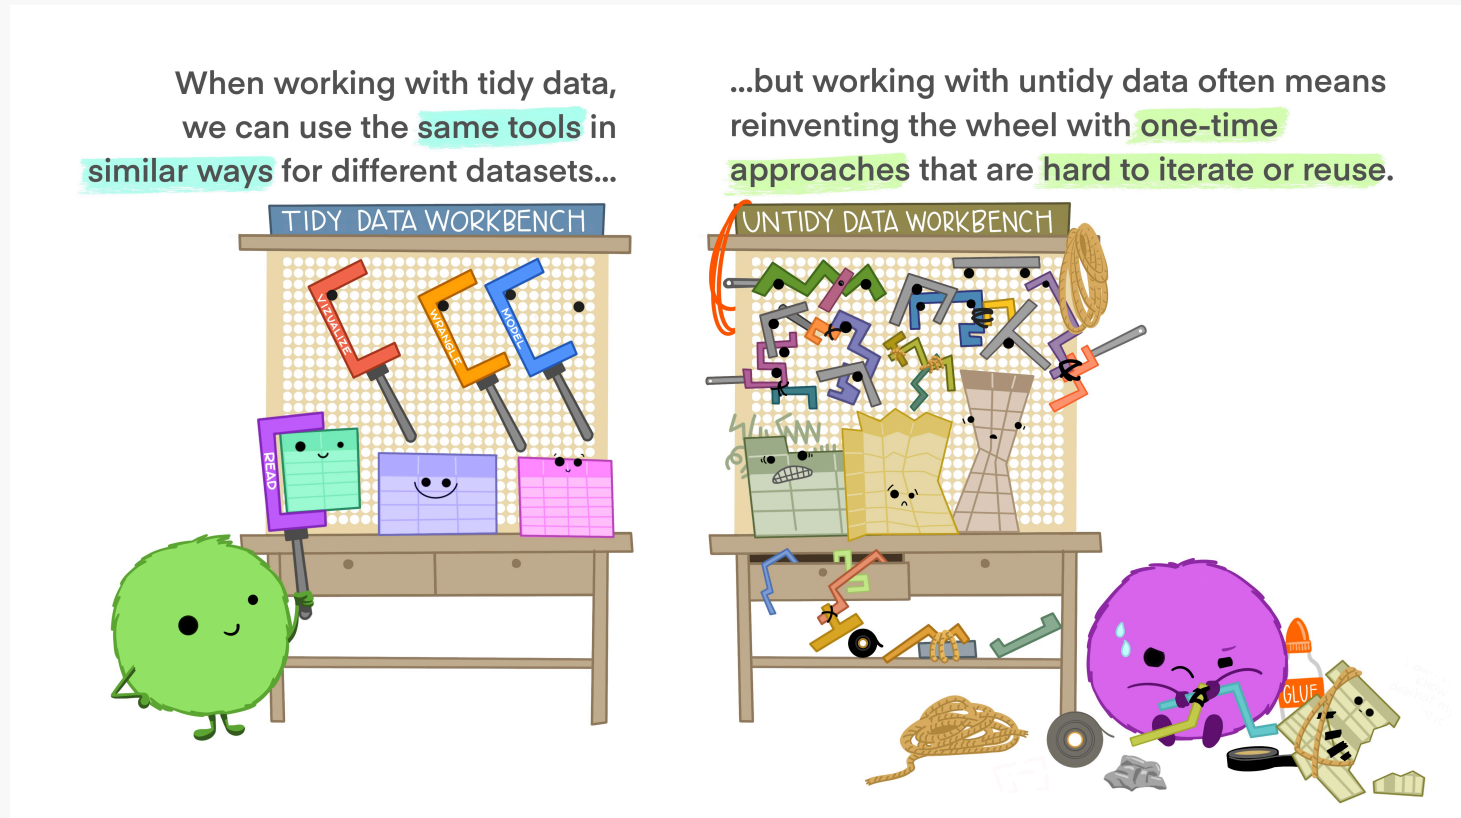 When working with tidy data,
we can use the same tools in
similar ways for different datasets...
...but working with untidy data often means
reinventing the wheel with one-time
approaches that are hard to iterate or reuse.
TIDY DATA WORKBENCH
VIZUALIZE
WRANGLE
MODEL
READ
UNTIDY DATA WORKBENCH
GLUE